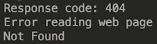 Response code: 404
Error reading web page
Not Found